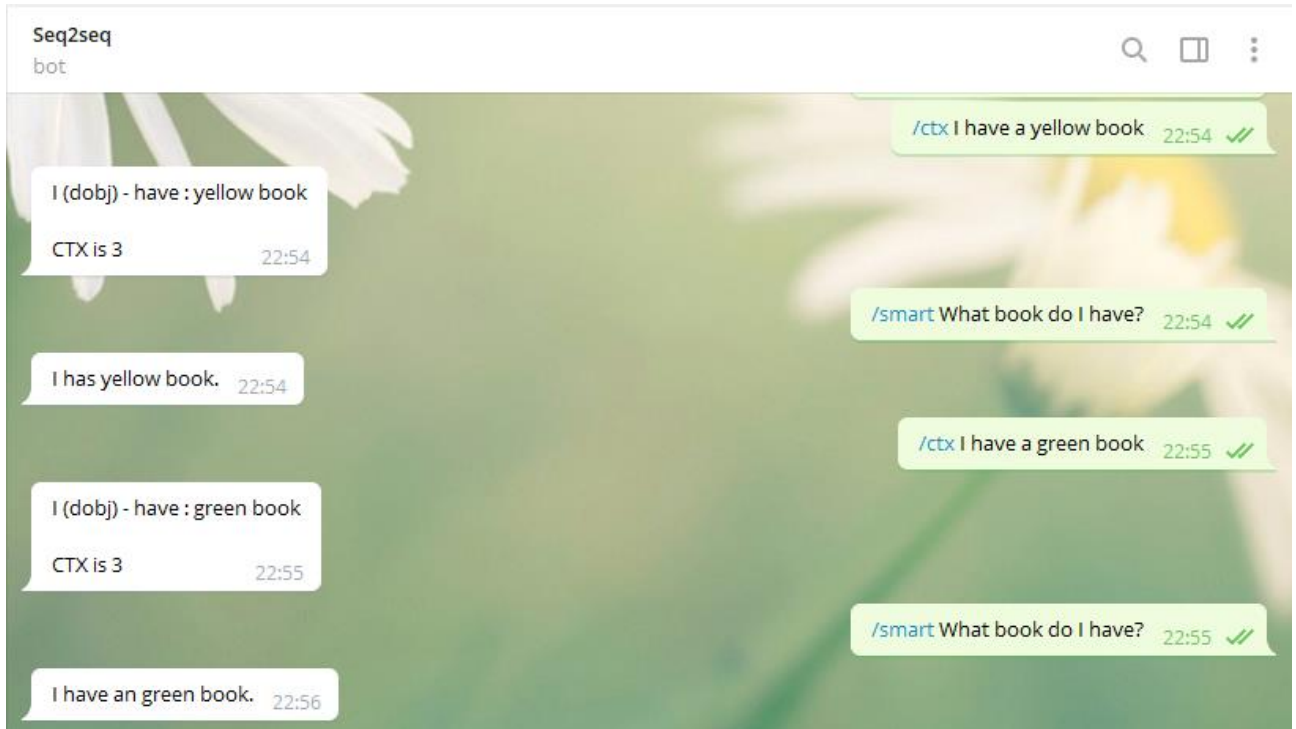 Seq2seq
bot
/ctx I have a yellow book 22:54
I (dobj) - have : yellow book
CTX is 3 22:54
/smart What book do I have? 22:54
I has yellow book. 22:54
/ctx I have a green book 22:55
I (dobj) - have : green book
CTX is 3 22:55
/smart What book do I have? 22:55
I have an green book. 22:56